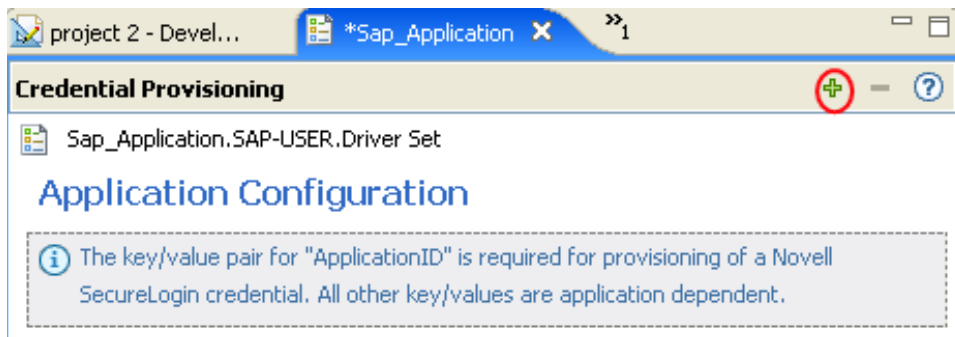 project 2 - Devel... *Sap_Application »1
Credential Provisioning
Sap_Application.SAP-USER.Driver Set
Application Configuration
The key/value pair for "ApplicationID" is required for provisioning of a Novell
SecureLogin credential. All other key/values are application dependent.